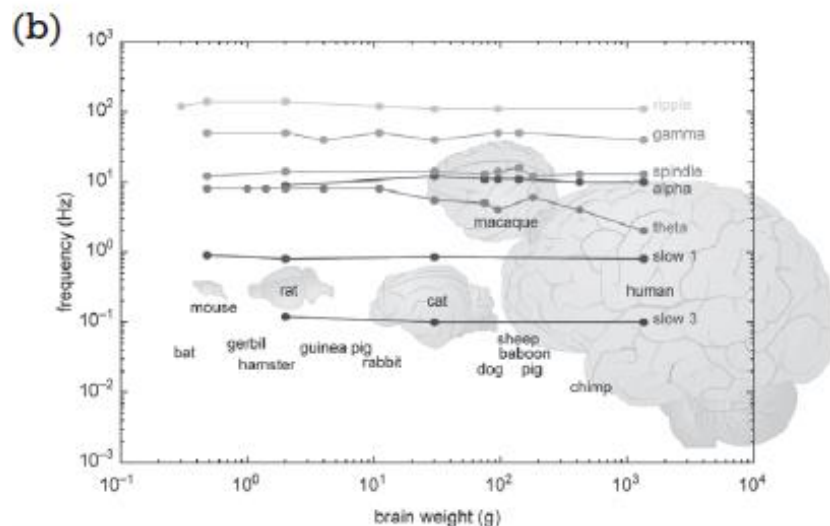 (b)
10³
10²
10¹
10⁰
10⁻¹
10⁻²
10⁻³
frequency (Hz)
ripple
gamma
spindle
alpha
macaque
theta
slow 1
mouse
rat
cat
human
slow 3
bat
gerbil
hamster
guinea pig
rabbit
sheep
baboon
dog
pig
chimp
10⁻¹
10⁰
10¹
10²
10³
10⁴
brain weight (g)